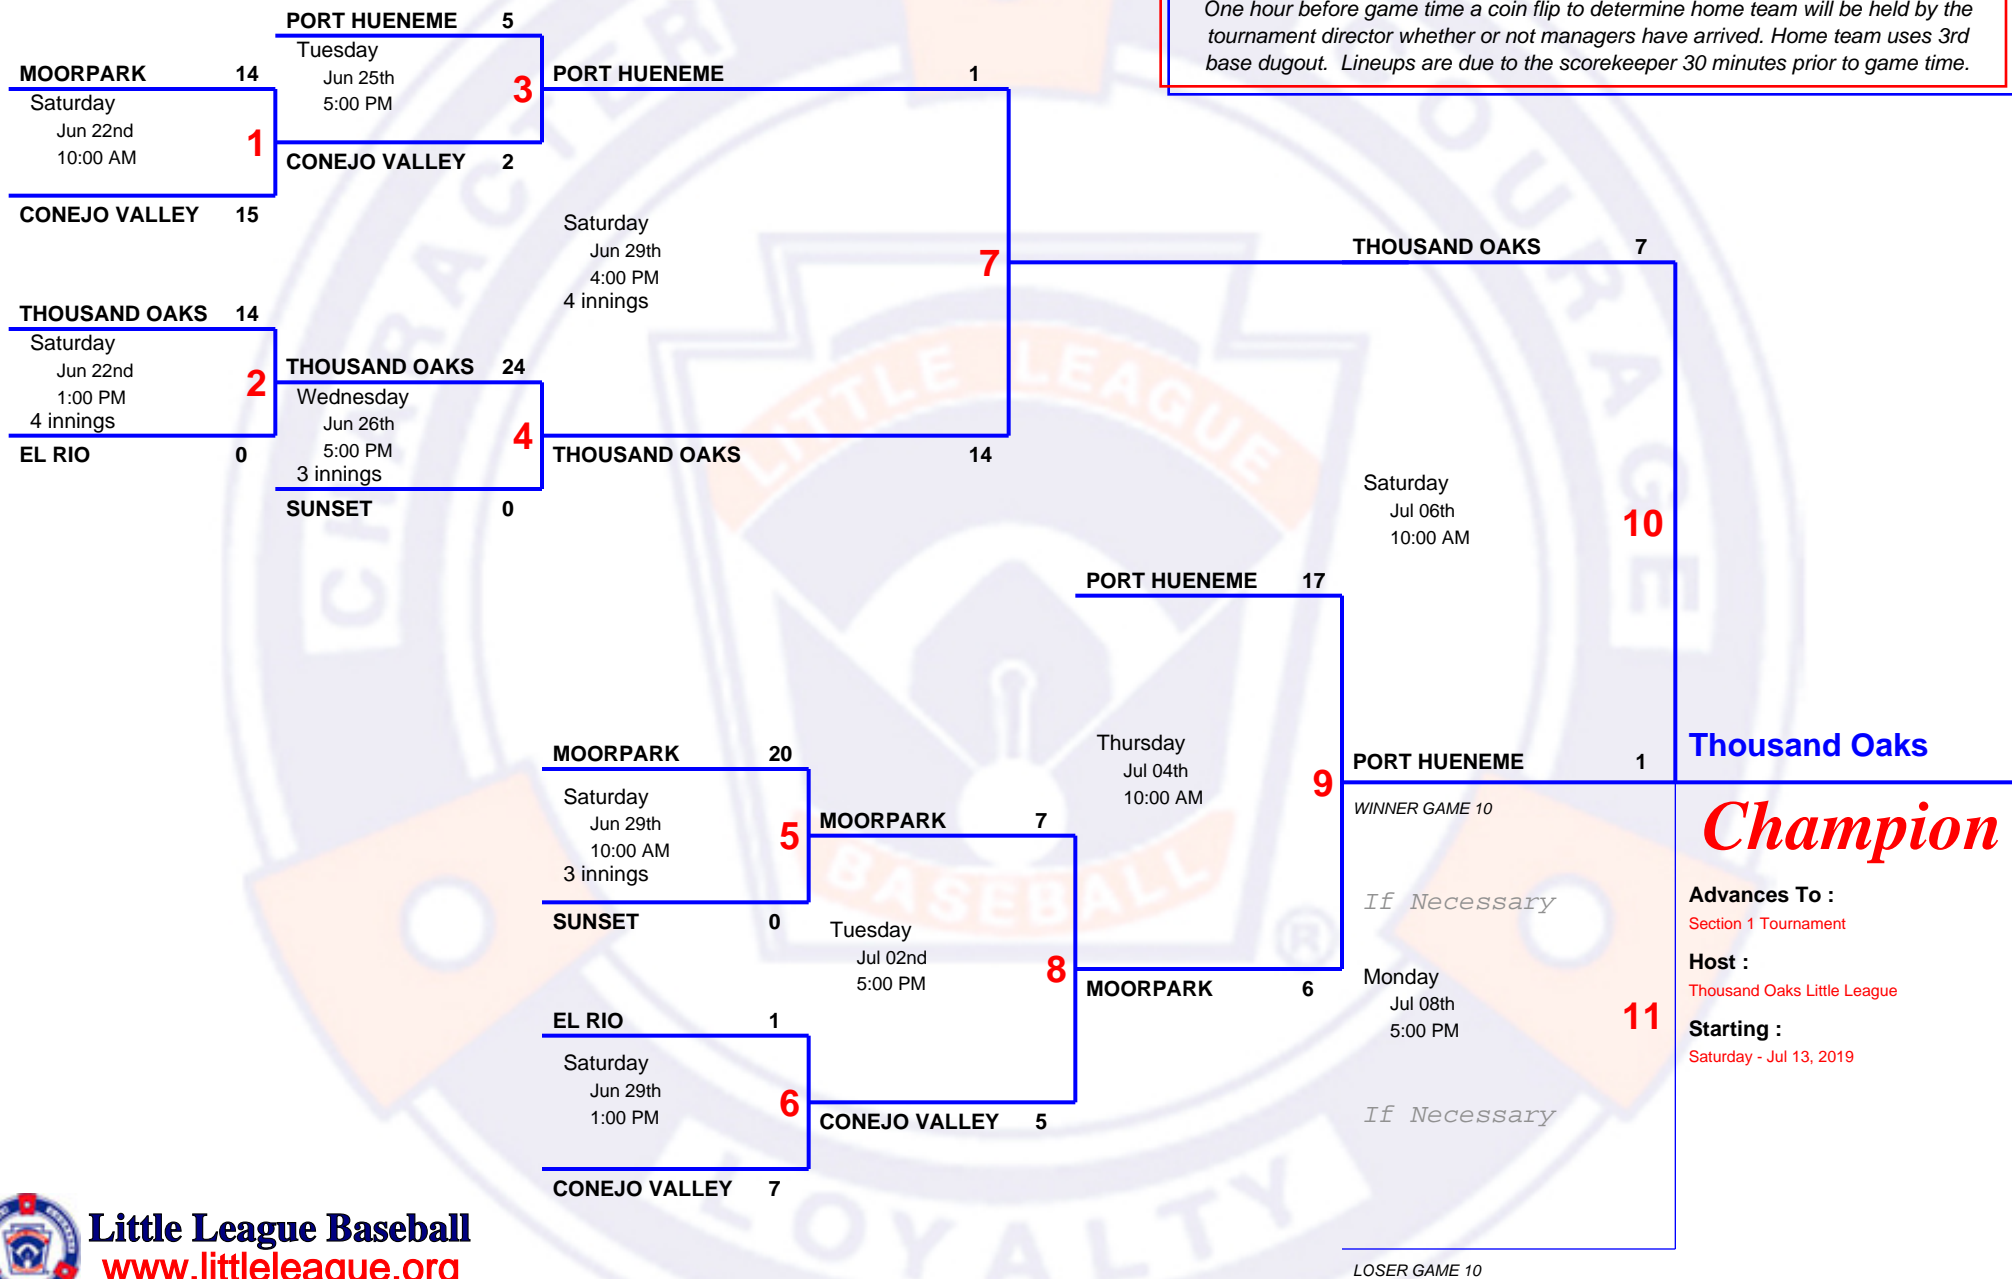 One hour before game time a coin flip to determine home team will be held by the
tournament director whether or not managers have arrived. Home team uses 3rd
base dugout. Lineups are due to the scorekeeper 30 minutes prior to game time.
PORT HUENEME 5
Tuesday
Jun 25th
5:00 PM
3
CONEJO VALLEY 2
MOORPARK 14
Saturday
Jun 22nd
10:00 AM
1
CONEJO VALLEY 15
PORT HUENEME 1
Saturday
Jun 29th
4:00 PM
4 innings
7
THOUSAND OAKS 14
THOUSAND OAKS 14
Saturday
Jun 22nd
1:00 PM
4 innings
2
EL RIO 0
THOUSAND OAKS 24
Wednesday
Jun 26th
5:00 PM
3 innings
4
SUNSET 0
THOUSAND OAKS 7
Saturday
Jul 06th
10:00 AM
10
PORT HUENEME 1
PORT HUENEME 17
Thursday
Jul 04th
10:00 AM
9
MOORPARK 6
MOORPARK 20
Saturday
Jun 29th
10:00 AM
3 innings
5
SUNSET 0
MOORPARK 7
Tuesday
Jul 02nd
5:00 PM
8
CONEJO VALLEY 5
EL RIO 1
Saturday
Jun 29th
1:00 PM
6
CONEJO VALLEY 7
WINNER GAME 10
If Necessary
Monday
Jul 08th
5:00 PM
11
If Necessary
LOSER GAME 10
Thousand Oaks
Champion
Advances To :
Section 1 Tournament
Host :
Thousand Oaks Little League
Starting :
Saturday - Jul 13, 2019
CHARACTER
COURAGE
LOYALTY
LITTLE LEAGUE
BASEBALL
®
Little League Baseball
www.littleleague.org